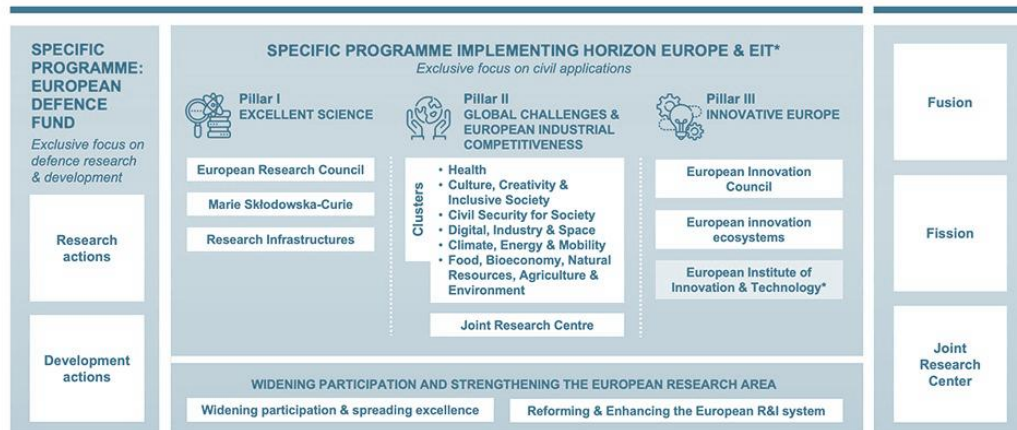 SPECIFIC
PROGRAMME:
EUROPEAN
DEFENCE
FUND
Exclusive focus on
defence research
& development
Research
actions
Development
actions
SPECIFIC PROGRAMME IMPLEMENTING HORIZON EUROPE & EIT*
Exclusive focus on civil applications
Pillar I
EXCELLENT SCIENCE
European Research Council
Marie Skłodowska-Curie
Research Infrastructures
Pillar II
GLOBAL CHALLENGES &
EUROPEAN INDUSTRIAL
COMPETITIVENESS
Clusters
• Health
• Culture, Creativity &
Inclusive Society
• Civil Security for Society
• Digital, Industry & Space
• Climate, Energy & Mobility
• Food, Bioeconomy, Natural
Resources, Agriculture &
Environment
Joint Research Centre
Pillar III
INNOVATIVE EUROPE
European Innovation
Council
European innovation
ecosystems
European Institute of
Innovation & Technology*
WIDENING PARTICIPATION AND STRENGTHENING THE EUROPEAN RESEARCH AREA
Widening participation & spreading excellence
Reforming & Enhancing the European R&I system
Fusion
Fission
Joint
Research
Center